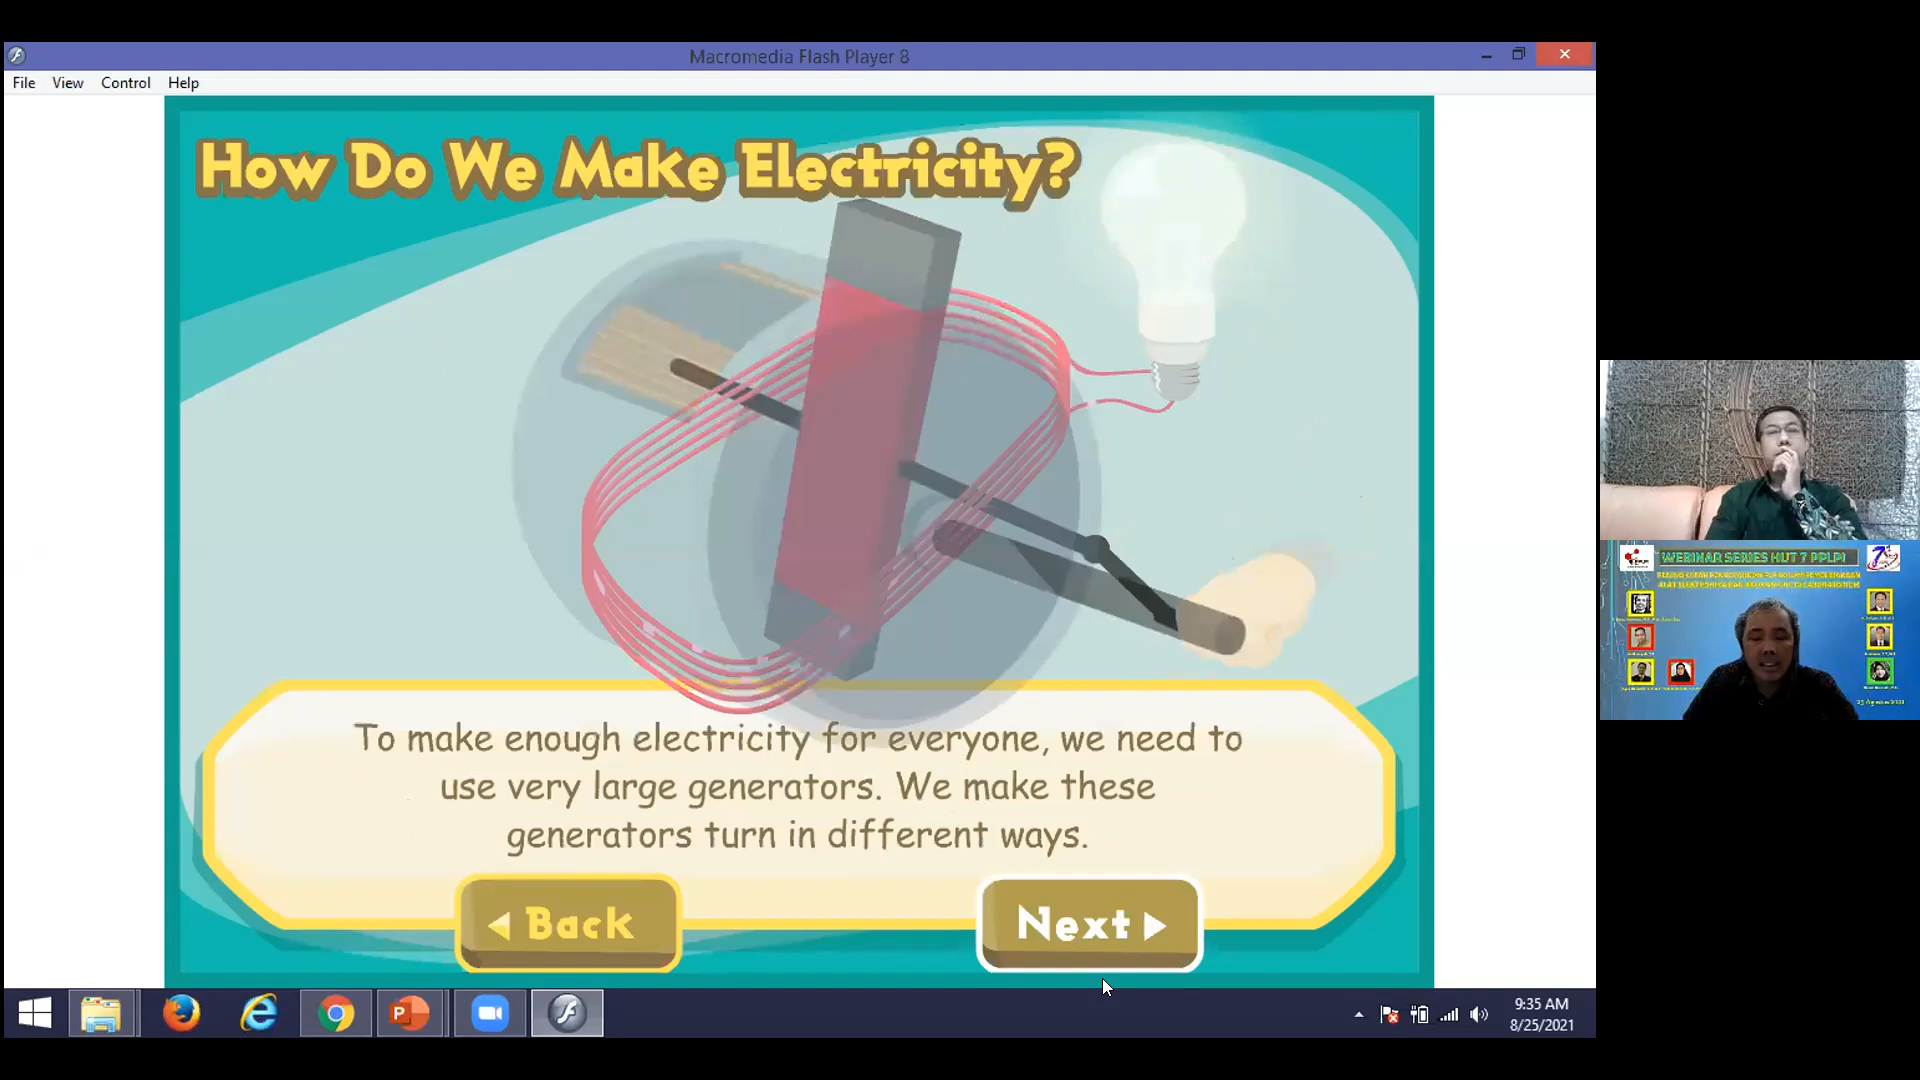 Macromedia Flash Player 8
File View Control Help
How Do We Make Electricity?
To make enough electricity for everyone, we need to
use very large generators. We make these
generators turn in different ways.
Back
Next
9:35 AM
8/25/2021
WEBINAR SERIES HUT 7 PPLPI